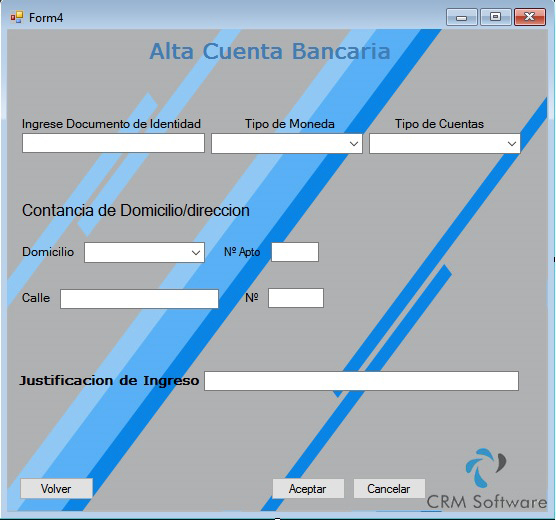 Form4
Alta Cuenta Bancaria
Ingrese Documento de Identidad Tipo de Moneda Tipo de Cuentas
Contancia de Domicilio/direccion
Domicilio Nº Apto
Calle Nº
Justificacion de Ingreso
Volver Aceptar Cancelar
CRM Software